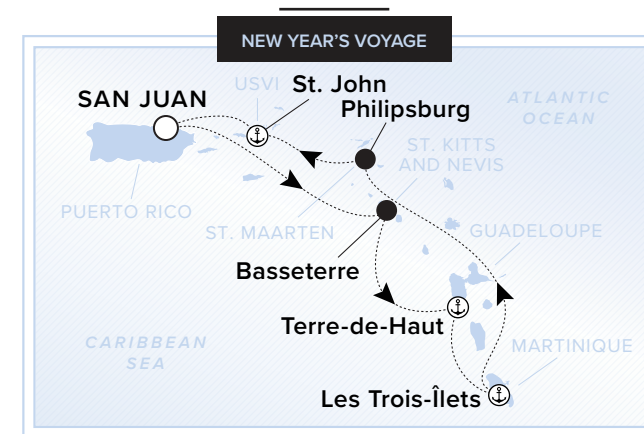 NEW YEAR'S VOYAGE
USVI
St. John
SAN JUAN
Philipsburg
ATLANTIC
OCEAN
ST. KITTS
AND NEVIS
PUERTO RICO
ST. MAARTEN
GUADELOUPE
Basseterre
Terre-de-Haut
CARIBBEAN
SEA
MARTINIQUE
Les Trois-Îlets